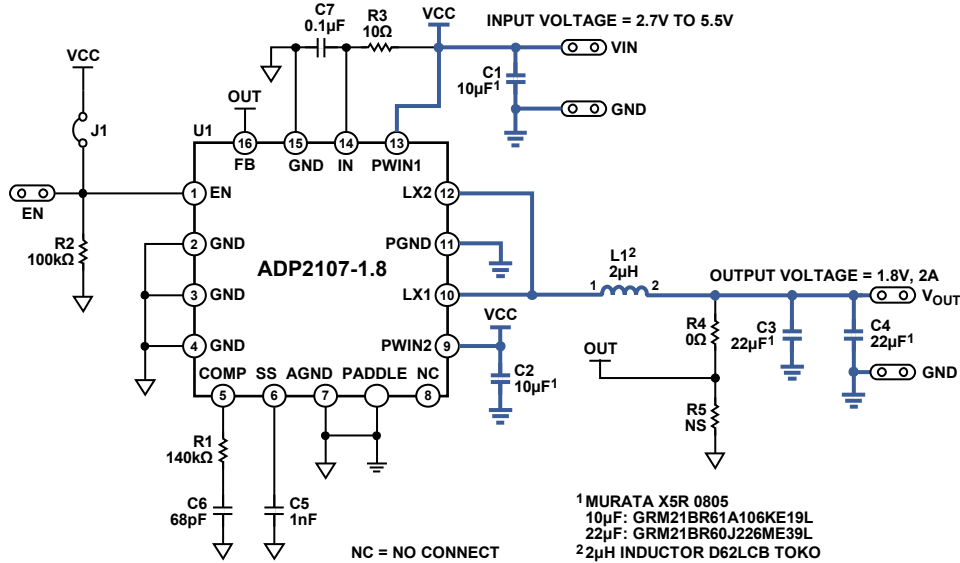 C7
0.1µF
R3
10Ω
VCC
INPUT VOLTAGE = 2.7V TO 5.5V
VIN
C1
10µF1
GND
VCC
J1
OUT
U1
16
15
14
13
FB
GND
IN
PWIN1
EN
1
EN
R2
100kΩ
2
GND
3
GND
4
GND
ADP2107-1.8
LX2
12
PGND
11
LX1
10
PWIN2
9
VCC
C2
10µF1
L12
2µH
1
2
OUTPUT VOLTAGE = 1.8V, 2A
VOUT
R4
0Ω
C3
22µF1
C4
22µF1
OUT
GND
R5
NS
COMP
SS
AGND
PADDLE
NC
5
6
7
8
R1
140kΩ
C6
68pF
C5
1nF
NC = NO CONNECT
1 MURATA X5R 0805
10µF: GRM21BR61A106KE19L
22µF: GRM21BR60J226ME39L
2 2µH INDUCTOR D62LCB TOKO